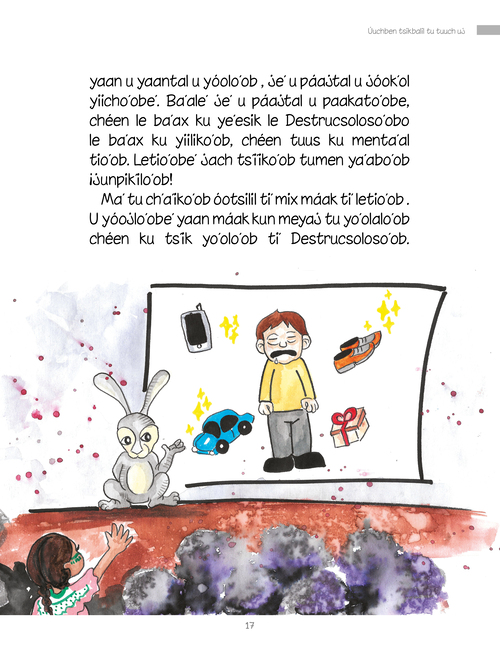 Úuchben tsikbalil tu tuuch uj
yaan u yaantal u yóolo'ob , je' u páajtal u jóok'ol
yiicho'obe'. Ba'ale' je' u páajtal u paakato'obe,
chéen le ba'ax ku ye'esik le Destrucsoloso'obo
le ba'ax ku yiiliko'ob, chéen tuus ku menta'al
tio'ob. Letio'obe' jach tsíiko'ob tumen ya'abo'ob
¡junpikilo'ob!
Ma' tu ch'aiko'ob óotsilil ti' mix máak ti' letio'ob .
U yóojlo'obe' yaan máak kun meyaj tu yo'olalo'ob
chéen ku tsik yo'olo'ob ti' Destrucsoloso'ob.
17